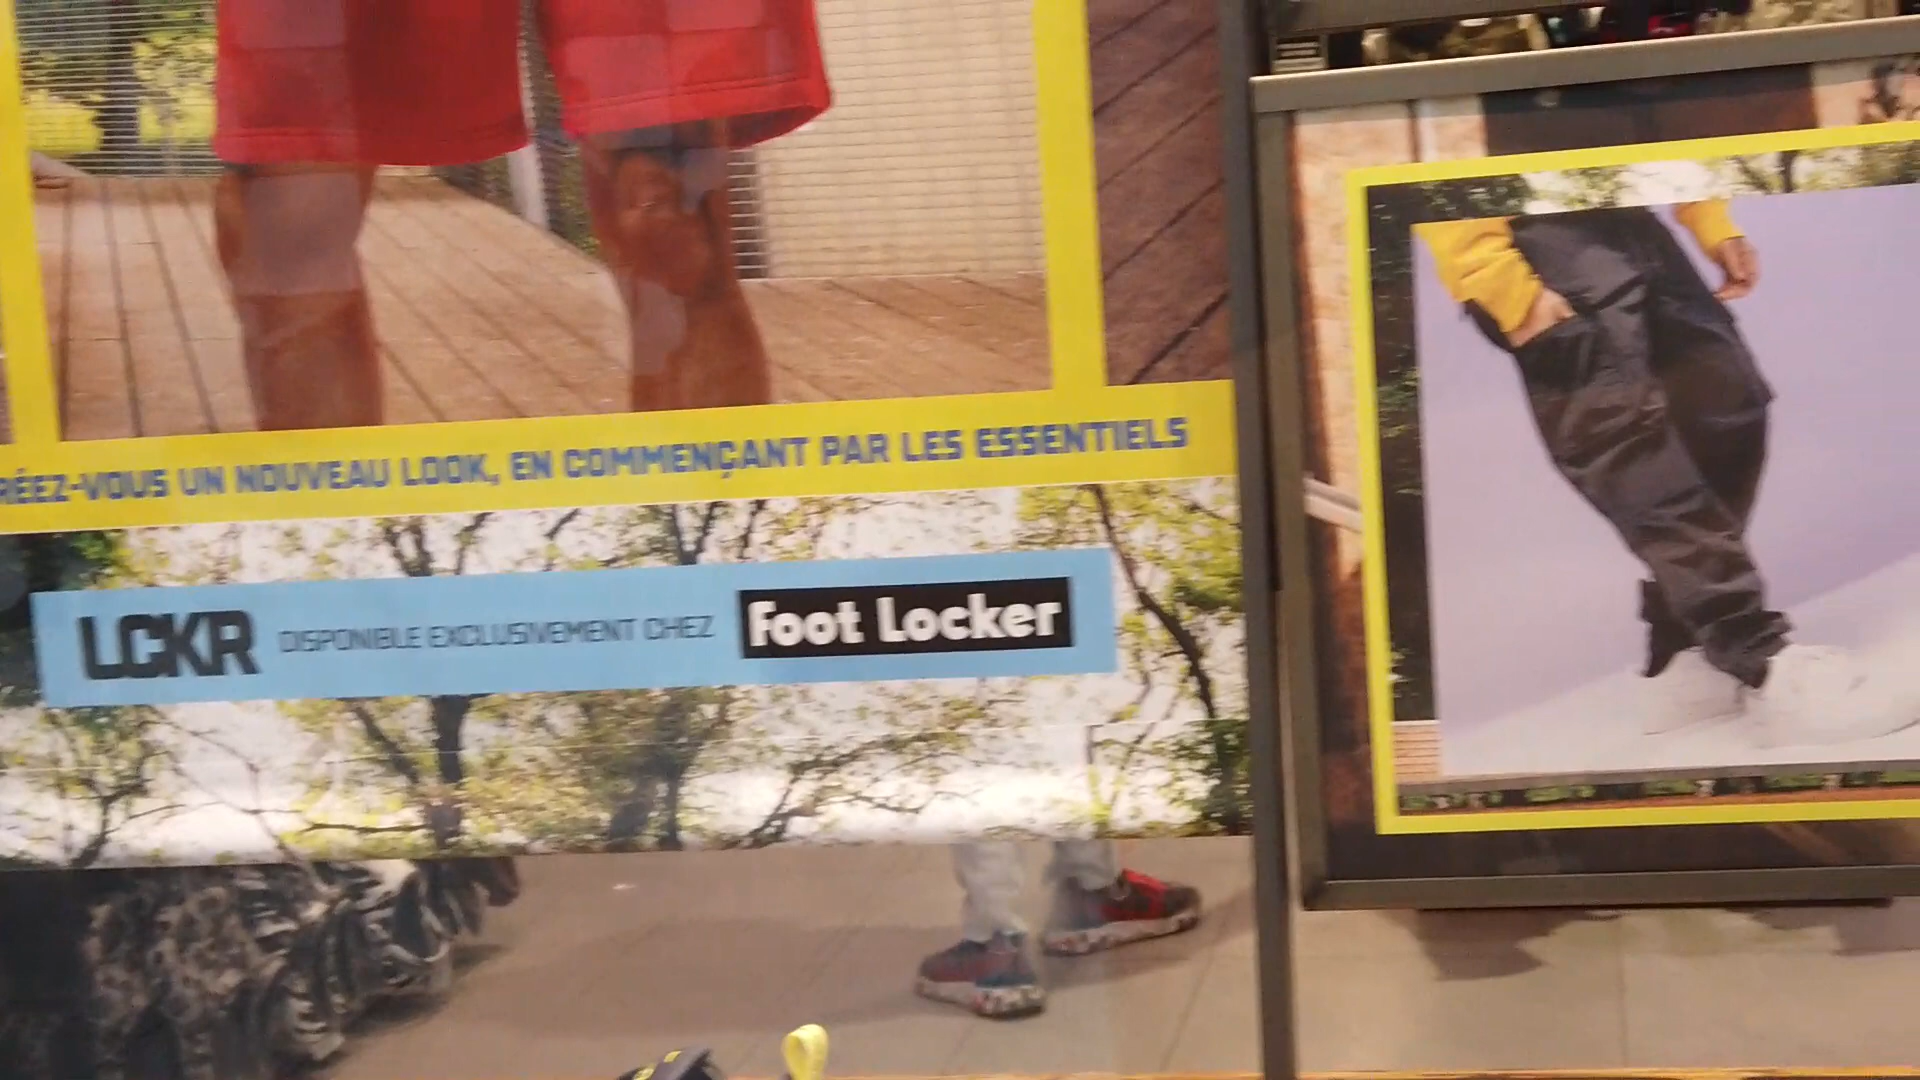 RÉEZ-VOUS UN NOUVEAU LOOK, EN COMMENÇANT PAR LES ESSENTIELS
LCKR DISPONIBLE EXCLUSIVEMENT CHEZ Foot Locker